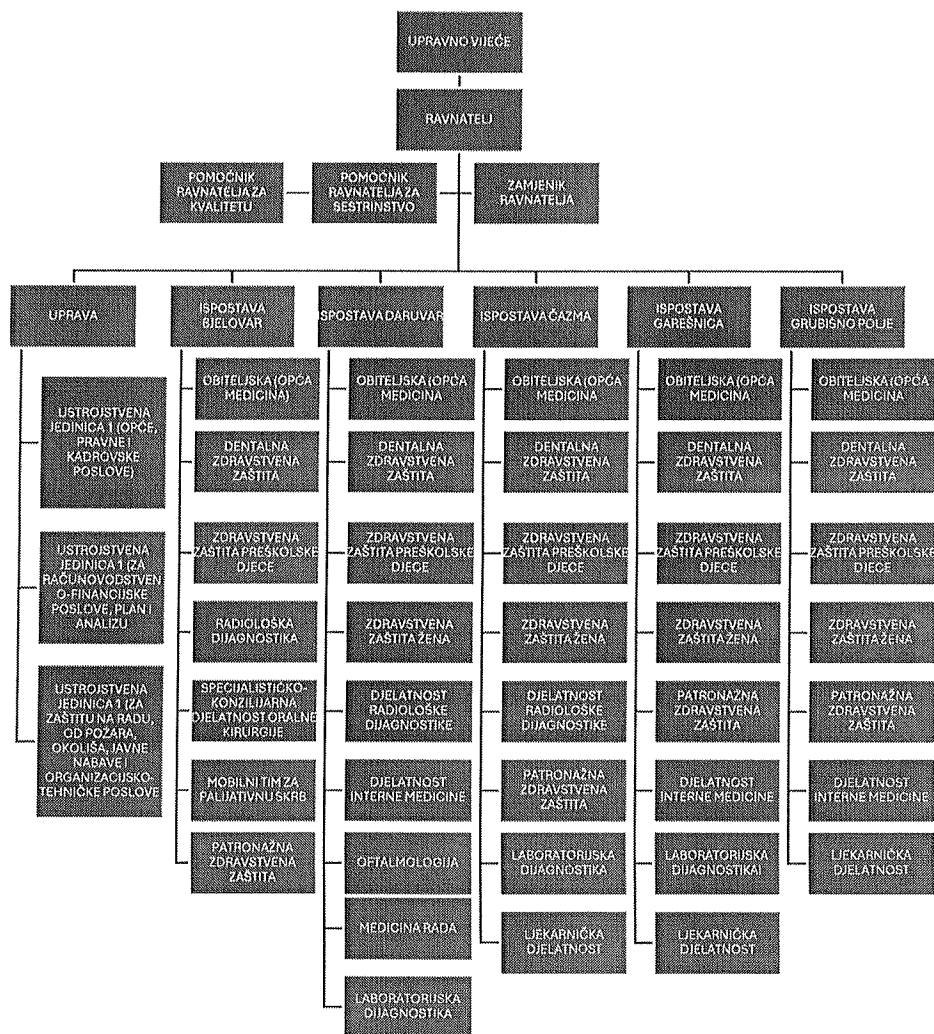 UPRAVNO VIJEĆE
RAVNATELJ
POMOĆNIK
RAVNATELJA ZA
KVALITETU
POMOĆNIK
RAVNATELJA ZA
SESTRINSTVO
ZAMJENIK
RAVNATELJA
UPRAVA
USTROJSTVENA
JEDINICA 1 (OPĆE,
PRAVNE I
KADROVSKE
POSLOVE)
USTROJSTVENA
JEDINICA 1 (ZA
RAČUNOVODSTVEN
O-FINANCIJSKE
POSLOVE, PLAN I
ANALIZU
USTROJSTVENA
JEDINICA 1 (ZA
ZAŠTITU NA RADU,
OD POŽARA,
OKOLIŠA, JAVNE
NABAVE I
ORGANIZACIJSKO-
TEHNIČKE POSLOVE
ISPOSTAVA
BJELOVAR
OBITELJSKA (OPĆA
MEDICINA)
DENTALNA
ZDRAVSTVENA
ZAŠTITA
ZDRAVSTVENA
ZAŠTITA PREŠKOLSKE
DJECE
RADIOLOŠKA
DIJAGNOSTIKA
SPECIJALISTIČKO-
KONZILIJARNA
DJELATNOST ORALNE
KIRURGIJE
MOBILNI TIM ZA
PALIJATIVNU SKRB
PATRONAŽNA
ZDRAVSTVENA
ZAŠTITA
ISPOSTAVA DARUVAR
OBITELJSKA (OPĆA
MEDICINA
DENTALNA
ZDRAVSTVENA
ZAŠTITA
ZDRAVSTVENA
ZAŠTITA PREŠKOLSKE
DJECE
ZDRAVSTVENA
ZAŠTITA ŽENA
DJELATNOST
RADIOLOŠKE
DIJAGNOSTIKE
DJELATNOST
INTERNE MEDICINE
OFTALMOLOGIJA
MEDICINA RADA
LABORATORIJSKA
DIJAGNOSTIKA
ISPOSTAVA ČAZMA
OBITELJSKA (OPĆA
MEDICINA
DENTALNA
ZDRAVSTVENA
ZAŠTITA
ZDRAVSTVENA
ZAŠTITA PREŠKOLSKE
DJECE
ZDRAVSTVENA
ZAŠTITA ŽENA
DJELATNOST
RADIOLOŠKE
DIJAGNOSTIKE
PATRONAŽNA
ZDRAVSTVENA
ZAŠTITA
LABORATORIJSKA
DIJAGNOSTIKA
LJEKARNIČKA
DJELATNOST
ISPOSTAVA
GAREŠNICA
OBITELJSKA (OPĆA
MEDICINA
DENTALNA
ZDRAVSTVENA
ZAŠTITA
ZDRAVSTVENA
ZAŠTITA PREŠKOLSKE
DJECE
ZDRAVSTVENA
ZAŠTITA ŽENA
PATRONAŽNA
ZDRAVSTVENA
ZAŠTITA
DJELATNOST
INTERNE MEDICINE
LABORATORIJSKA
DIJAGNOSTIKAI
LJEKARNIČKA
DJELATNOST
ISPOSTAVA
GRUBIŠNO POLJE
OBITELJSKA (OPĆA
MEDICINA
DENTALNA
ZDRAVSTVENA
ZAŠTITA
ZDRAVSTVENA
ZAŠTITA PREŠKOLSKE
DJECE
ZDRAVSTVENA
ZAŠTITA ŽENA
PATRONAŽNA
ZDRAVSTVENA
ZAŠTITA
DJELATNOST
INTERNE MEDICINE
LJEKARNIČKA
DJELATNOST